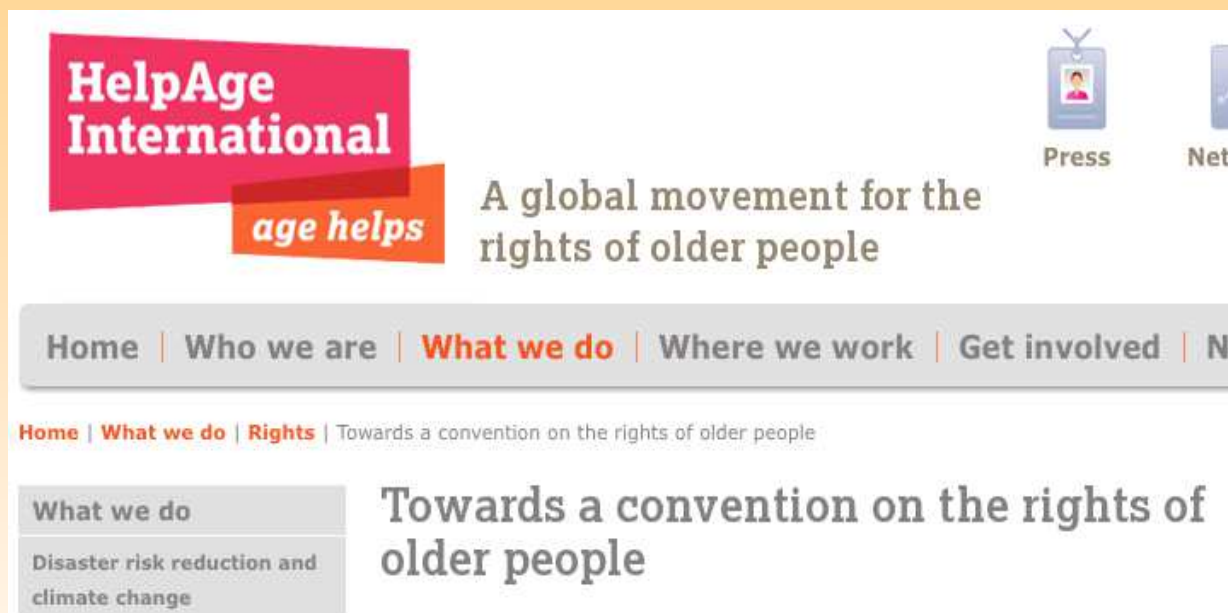 HelpAge
International
age helps
A global movement for the
rights of older people
Press
Home | Who we are | What we do | Where we work | Get involved |
Home | What we do | Rights | Towards a convention on the rights of older people
What we do
Disaster risk reduction and
climate change
Towards a convention on the rights of
older people